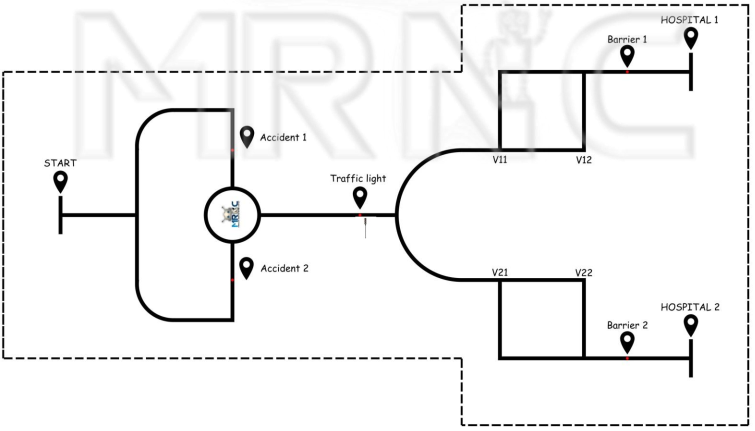 MRNC
HOSPITAL 1
Barrier 1
Accident 1
V11
V12
START
Traffic light
MRNC
Accident 2
V21
V22
HOSPITAL 2
Barrier 2